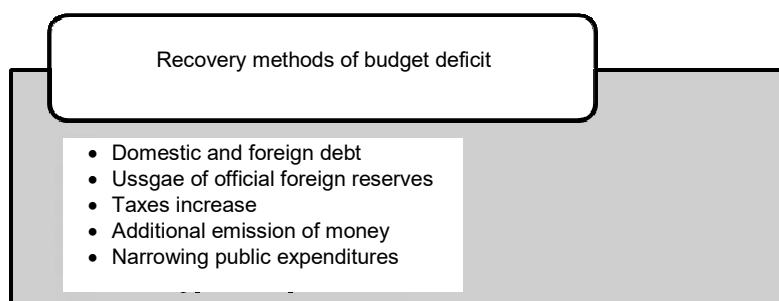 Recovery methods of budget deficit
• Domestic and foreign debt
• Ussgae of official foreign reserves
• Taxes increase
• Additional emission of money
• Narrowing public expenditures